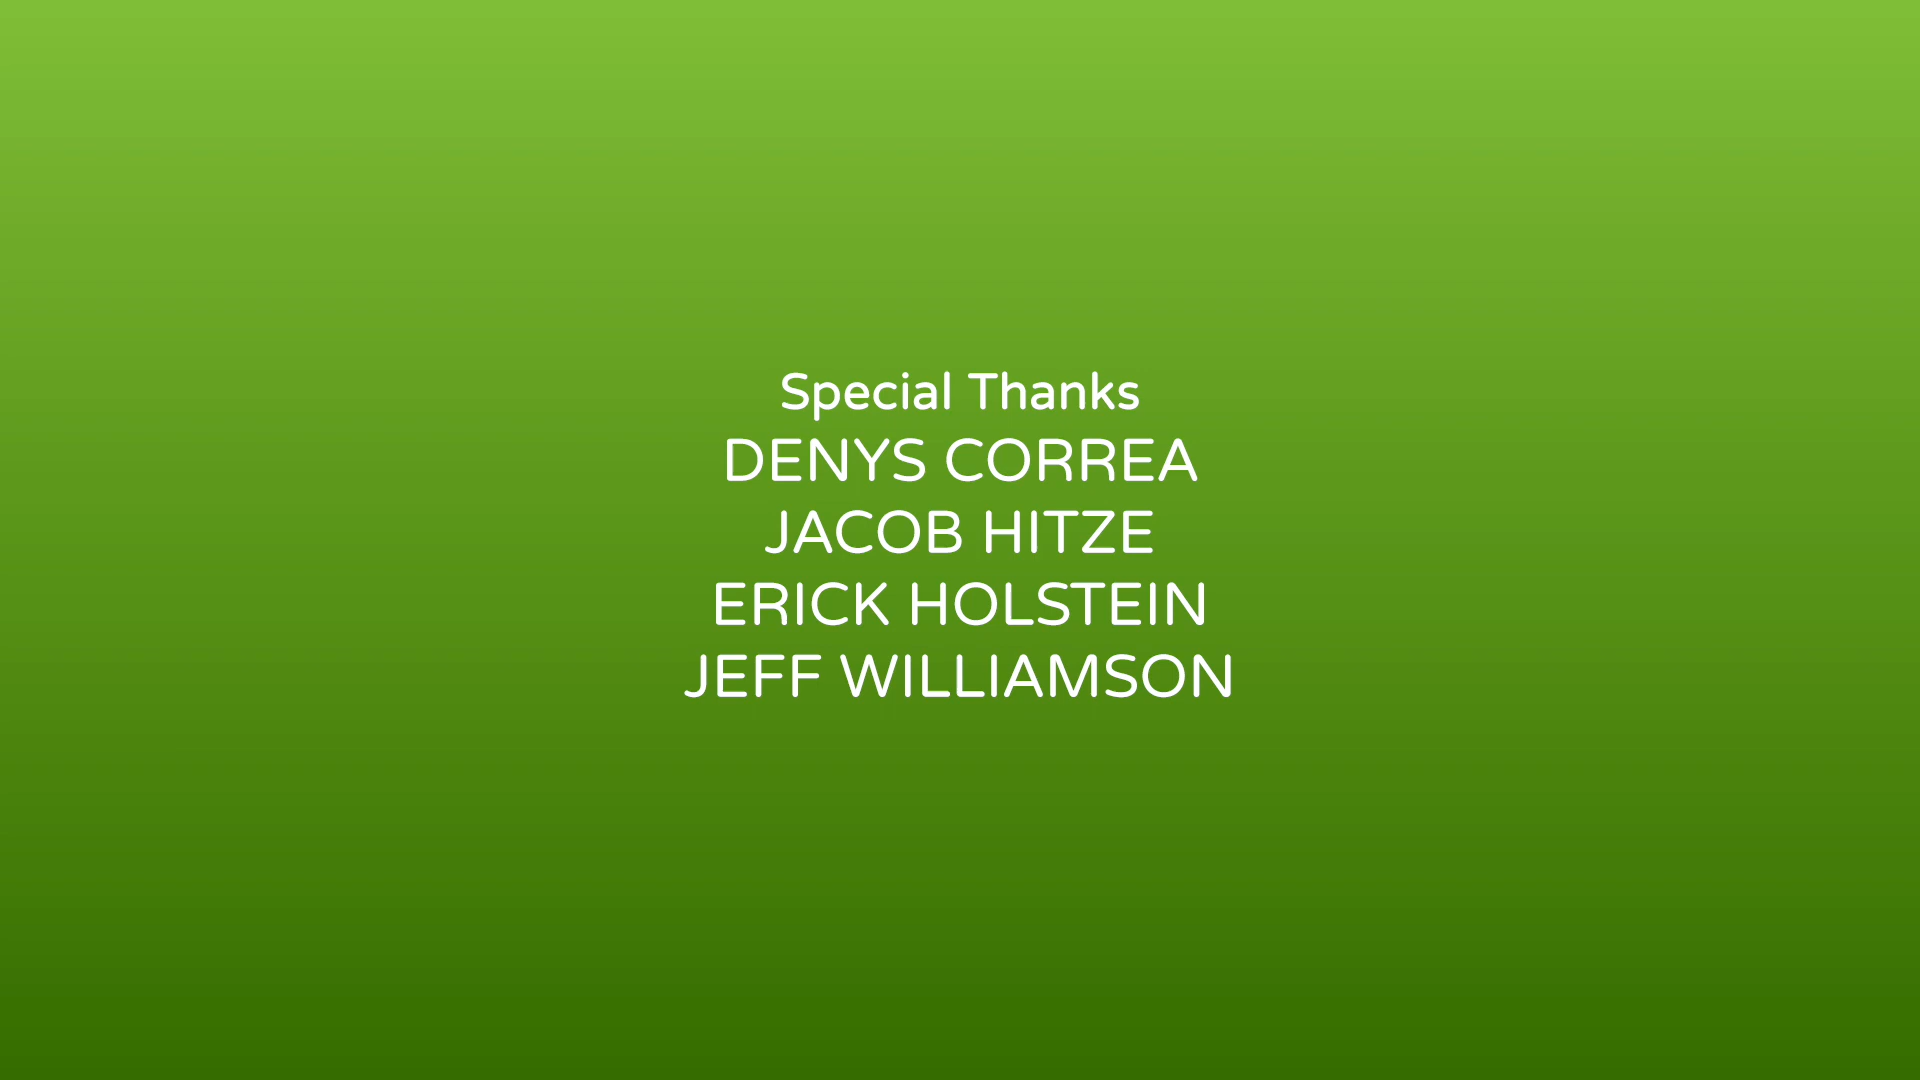 Special Thanks
DENYS CORREA
JACOB HITZE
ERICK HOLSTEIN
JEFF WILLIAMSON